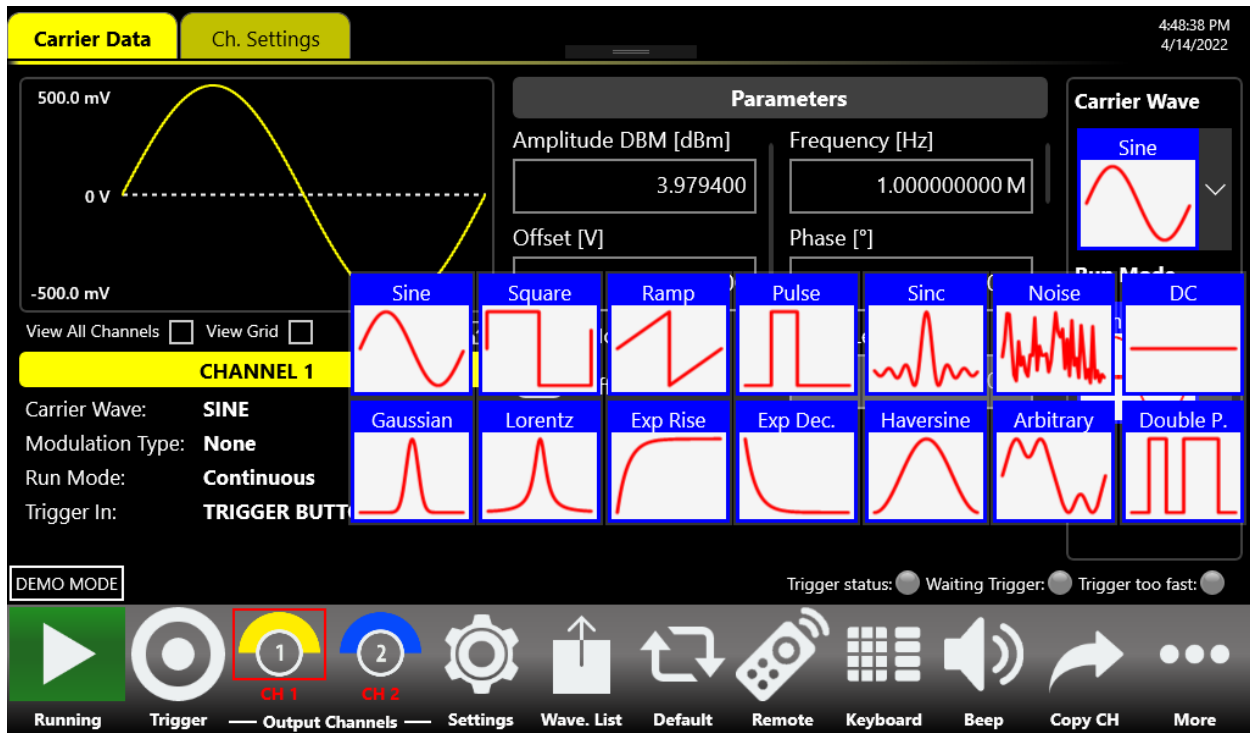 Carrier Data
Ch. Settings
4:48:38 PM
4/14/2022
500.0 mV
0 V
-500.0 mV
Parameters
Amplitude DBM [dBm]
3.979400
Frequency [Hz]
1.000000000 M
Offset [V]
Phase [°]
Carrier Wave
Sine
Run Mode
Sine
Square
Ramp
Pulse
Sinc
Noise
DC
Gaussian
Lorentz
Exp Rise
Exp Dec.
Haversine
Arbitrary
Double P.
View All Channels
View Grid
CHANNEL 1
Carrier Wave: SINE
Modulation Type: None
Run Mode: Continuous
Trigger In: TRIGGER BUTT
DEMO MODE
Trigger status:
Waiting Trigger:
Trigger too fast:
1
2
CH 1
CH 2
Running
Trigger
Output Channels
Settings
Wave. List
Default
Remote
Keyboard
Beep
Copy CH
More